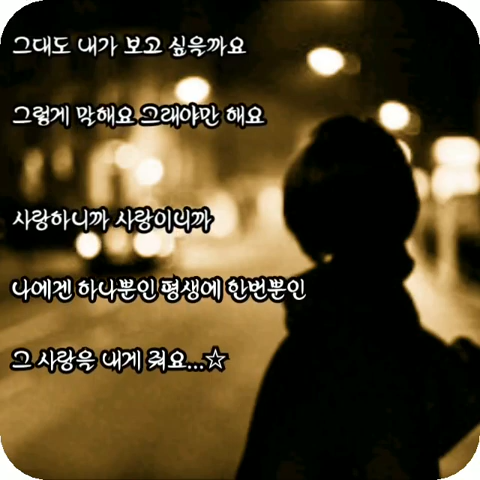 그대도 내가 보고 싶을까요
그렇게 말해요 그래야만 해요
사랑하니까 사랑이니까
나에겐 하나뿐인 평생에 한번뿐인
그 사랑을 내게 줘요...☆